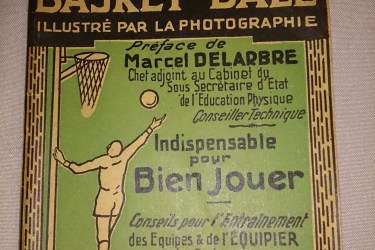 BASKET BALL
ILLUSTRÉ PAR LA PHOTOGRAPHIE
Préface de
Marcel DELARBRE
Chef adjoint au Cabinet du
Sous Secrétaire d'Etat
de l'Education Physique
Conseiller Technique
Indispensable
pour
Bien Jouer
Conseils pour l'Entraînement
des Equipes & de l'ÉQUIPIER